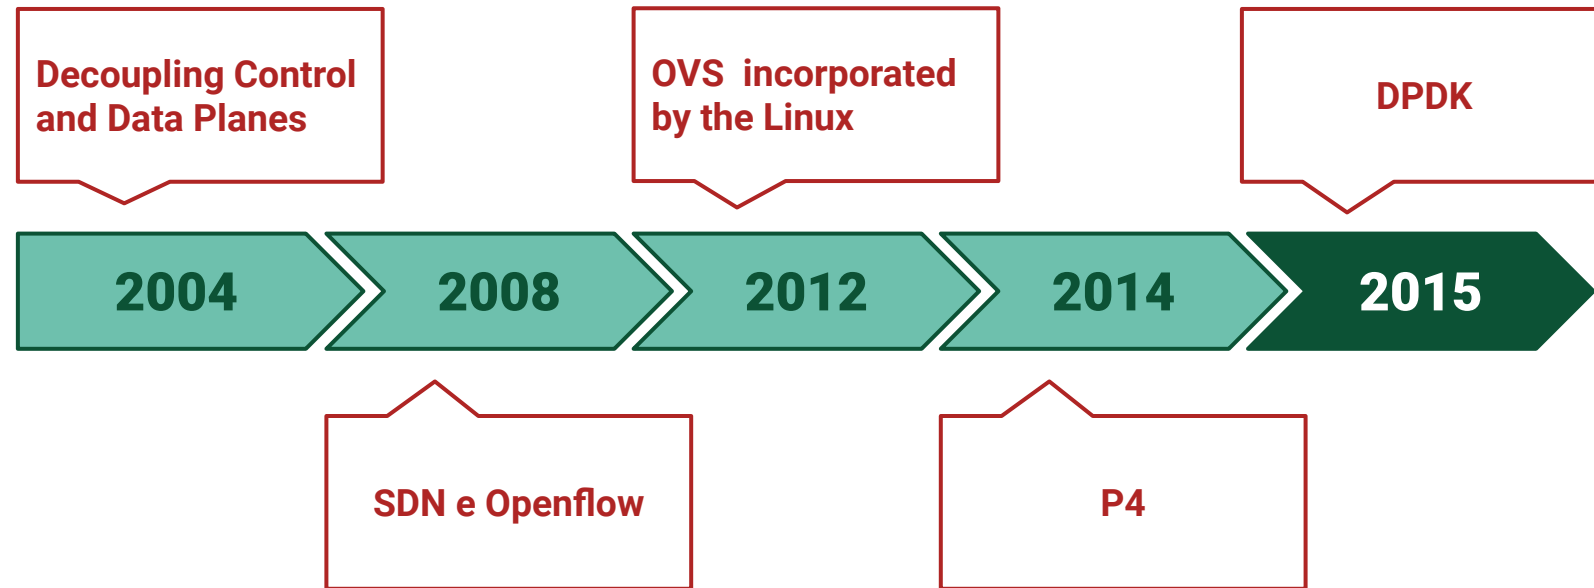 Decoupling Control
and Data Planes
OVS  incorporated
by the Linux
DPDK
2004
2008
2012
2014
2015
SDN e Openflow
P4